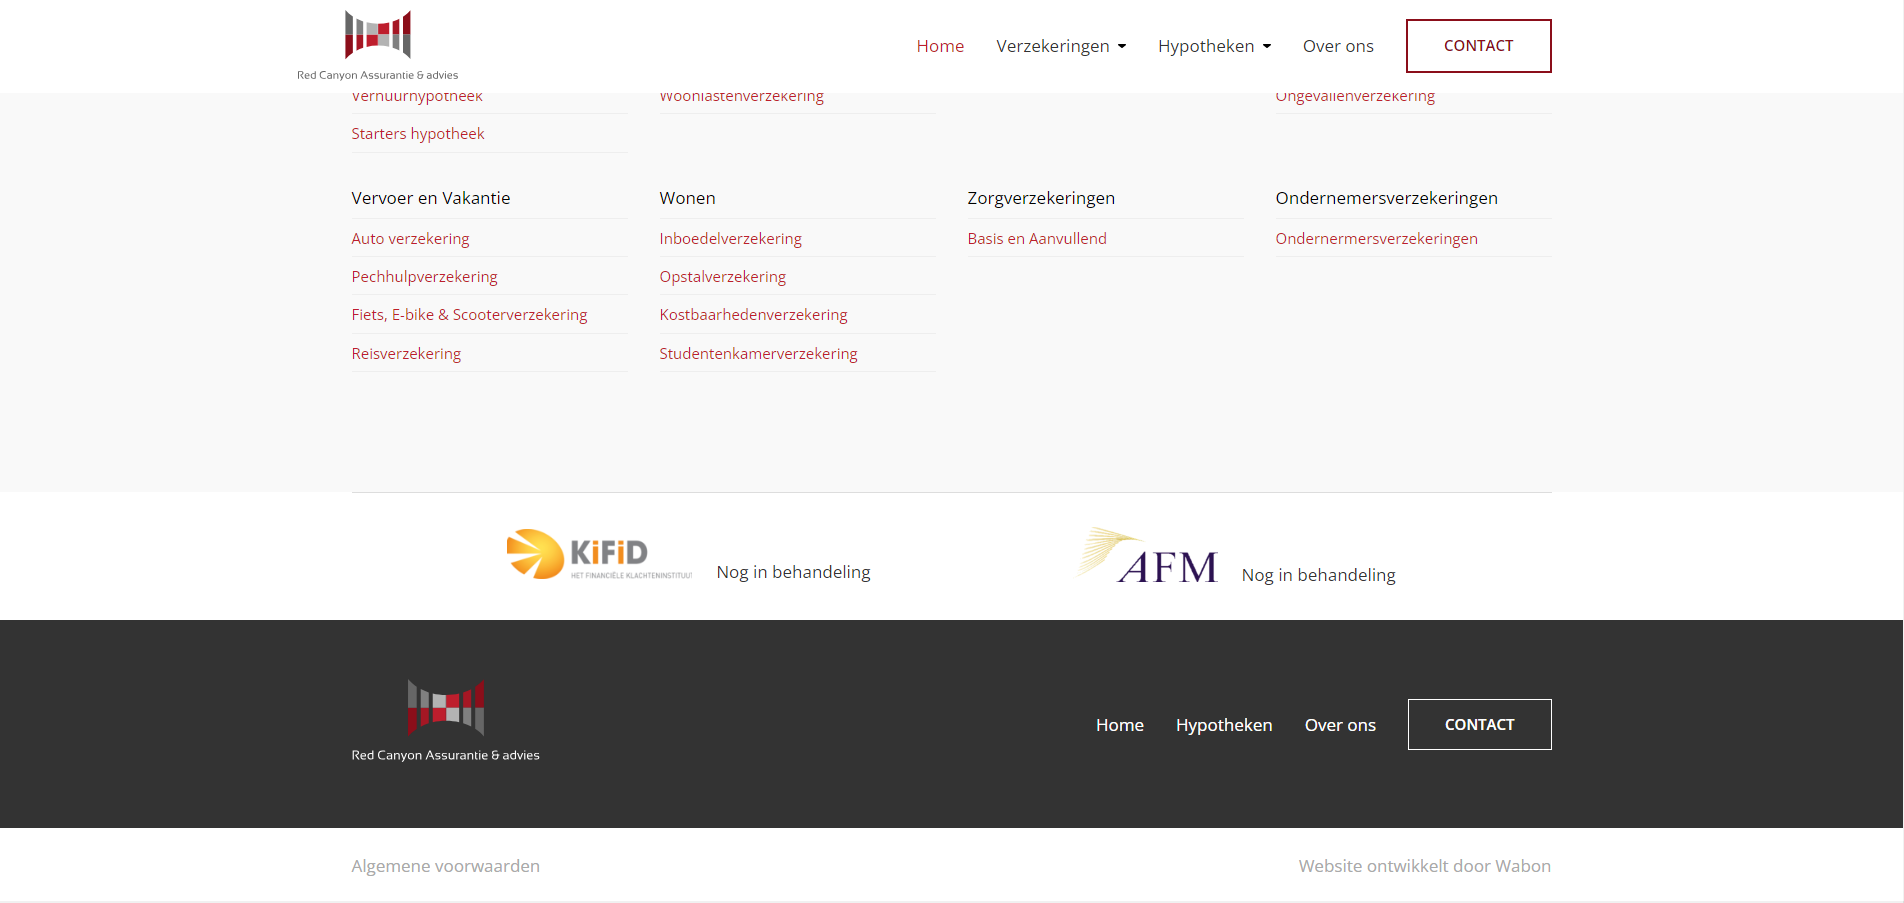 Red Canyon Assurantie & advies
Home
Verzekeringen
Hypotheken
Over ons
CONTACT
Verhuurhypotheek
Woonlastenverzekering
Ongevallenverzekering
Starters hypotheek
Vervoer en Vakantie
Auto verzekering
Pechhulpverzekering
Fiets, E-bike & Scooterverzekering
Reisverzekering
Wonen
Inboedelverzekering
Opstalverzekering
Kostbaarhedenverzekering
Studentenkamerverzekering
Zorgverzekeringen
Basis en Aanvullend
Ondernemersverzekeringen
Ondernermersverzekeringen
KiFiD
HET FINANCIËLE KLACHTENINSTITUUT
Nog in behandeling
AFM
Nog in behandeling
Red Canyon Assurantie & advies
Home
Hypotheken
Over ons
CONTACT
Algemene voorwaarden
Website ontwikkelt door Wabon